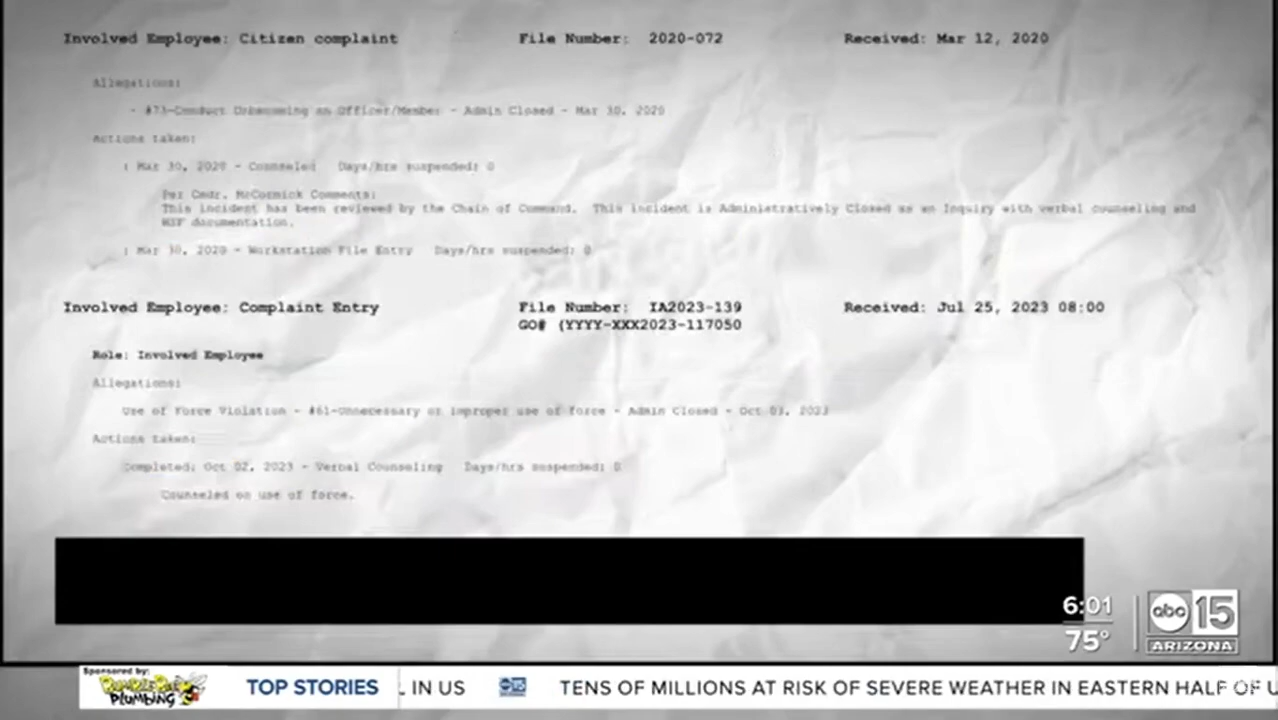 Involved Employee: Citizen complaint File Number: 2020-072 Received: Mar 12, 2020
Allegations:
- #73-Conduct Unbecoming an Officer/Member - Admin Closed - Mar 30, 2020
Actions taken:
: Mar 30, 2020 - Counseled Days/hrs suspended: 0
Per Cmdr. McCormick Comments:
This incident has been reviewed by the Chain of Command. This incident is Administratively Closed as an Inquiry with verbal counseling and
WSF documentation.
: Mar 30, 2020 - Workstation File Entry Days/hrs suspended: 0
Involved Employee: Complaint Entry File Number: IA2023-139 Received: Jul 25, 2023 08:00
GO# (YYYY-XXX2023-117050
Role: Involved Employee
Allegations:
Use of Force Violation - #61-Unnecessary or improper use of force - Admin Closed - Oct 03, 2023
Actions taken:
Completed: Oct 02, 2023 - Verbal Counseling Days/hrs suspended: 0
Counseled on use of force.
6:01
75°
abc 15
ARIZONA
Sponsored by:
Bumble Bee
Plumbing
TOP STORIES L IN US abc 15 TENS OF MILLIONS AT RISK OF SEVERE WEATHER IN EASTERN HALF OF U